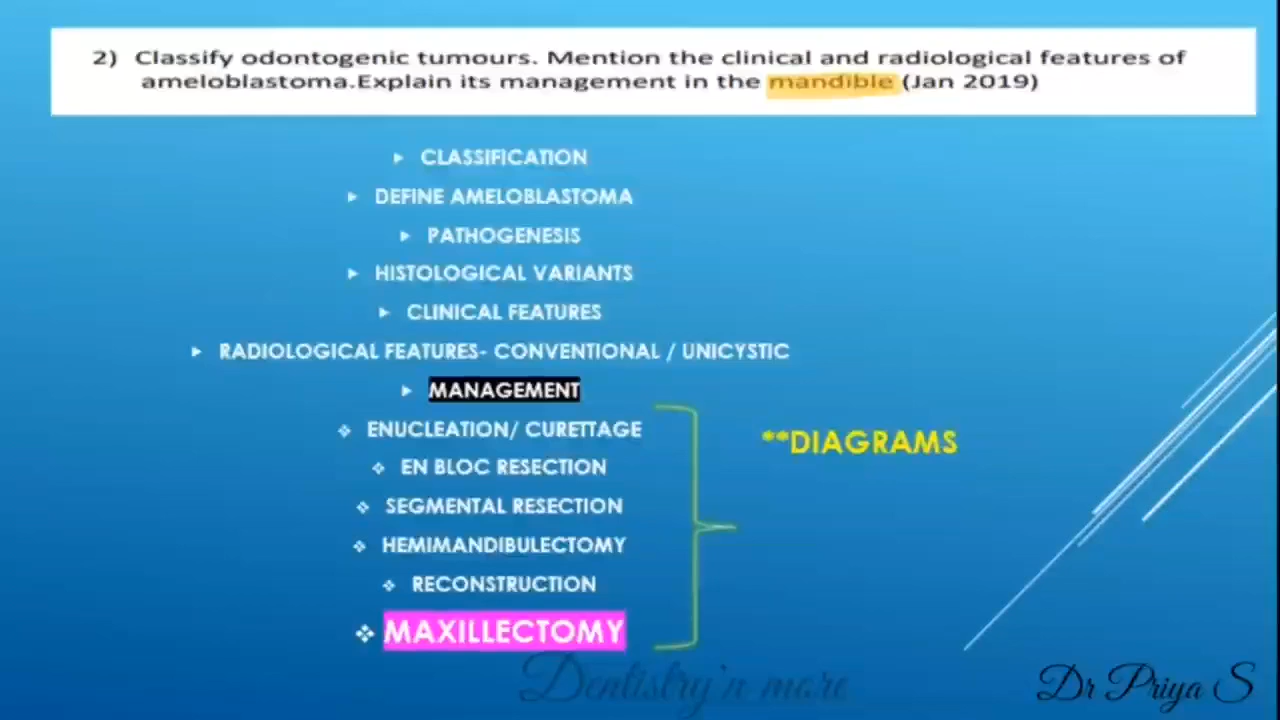 2) Classify odontogenic tumours. Mention the clinical and radiological features of
ameloblastoma.Explain its management in the mandible (Jan 2019)
CLASSIFICATION
DEFINE AMELOBLASTOMA
PATHOGENESIS
HISTOLOGICAL VARIANTS
CLINICAL FEATURES
RADIOLOGICAL FEATURES- CONVENTIONAL / UNICYSTIC
MANAGEMENT
ENUCLEATION/ CURETTAGE
**DIAGRAMS
EN BLOC RESECTION
SEGMENTAL RESECTION
HEMIMANDIBULECTOMY
RECONSTRUCTION
MAXILLECTOMY
Dentistry'n more
Dr Priya S